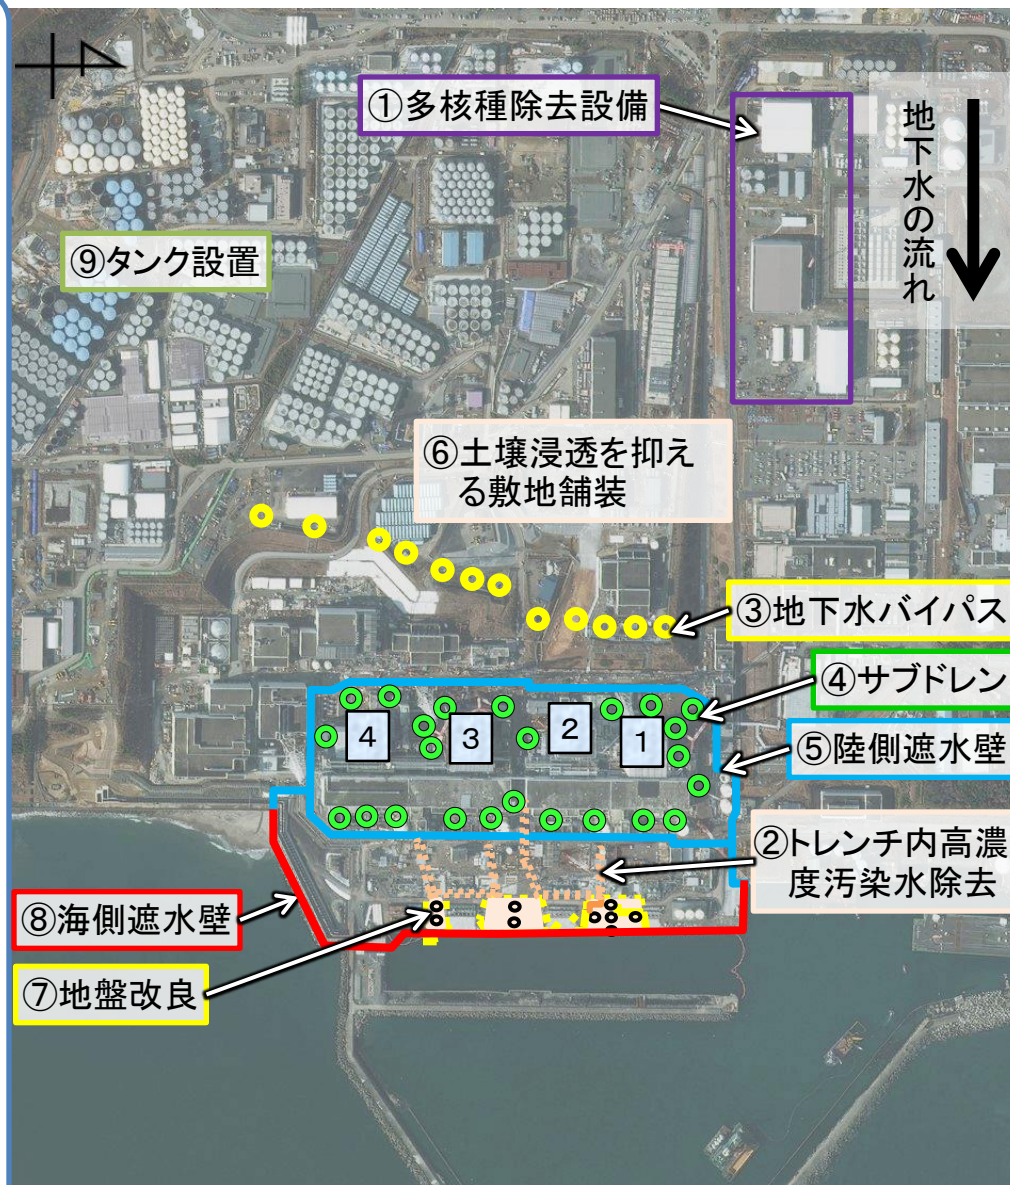 ①多核種除去設備
地下水の流れ
⑨タンク設置
⑥土壌浸透を抑え
る敷地舗装
③地下水バイパス
④サブドレン
4
3
2
1
⑤陸側遮水壁
②トレンチ内高濃
度汚染水除去
⑧海側遮水壁
⑦地盤改良